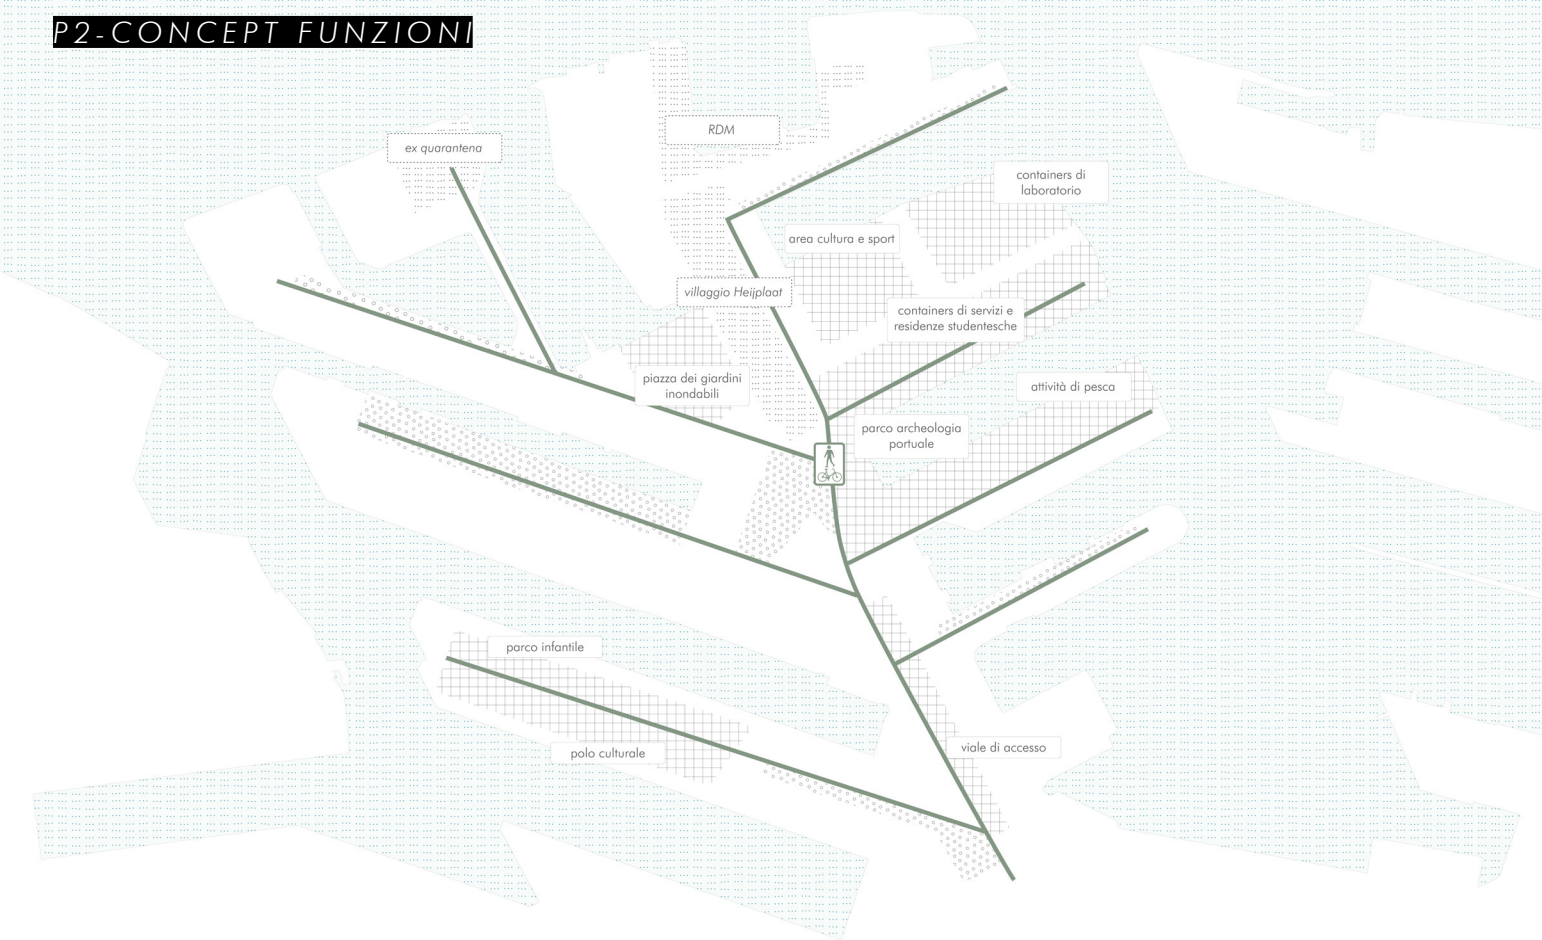 P2-CONCEPT FUNZIONI
RDM
ex quarantena
containers di
laboratorio
area cultura e sport
villaggio Heijplaat
containers di servizi e
residenze studentesche
piazza dei giardini
inondabili
attività di pesca
parco archeologia
portuale
parco infantile
viale di accesso
polo culturale